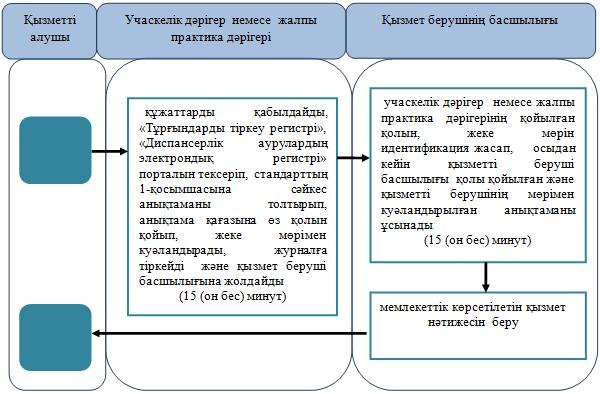 Қызметті
алушы
Учаскелік дәрігер немесе жалпы
практика дәрігері
Қызмет берушінің басшылығы
құжаттарды қабылдайды,
«Тұрғындарды тіркеу регистрі»,
«Диспансерлік аурулардың
электрондық регистрі»
порталын тексеріп, стандарттың
1-қосымшасына сәйкес
анықтаманы толтырып,
анықтама қағазына өз қолын
қойып, жеке мөрімен
куәландырады, журналға
тіркейді және қызмет беруші
басшылығына жолдайды
(15 (он бес) минут)
учаскелік дәрігер немесе жалпы
практика дәрігерінің қойылған
қолын, жеке мөрін
идентификация жасап, осыдан
кейін қызметті беруші
басшылығы қолы қойылған және
қызметті берушінің мөрімен
куәландырылған анықтаманы
ұсынады
(15 (он бес) минут)
мемлекеттік көрсетілетін қызмет
нәтижесін беру